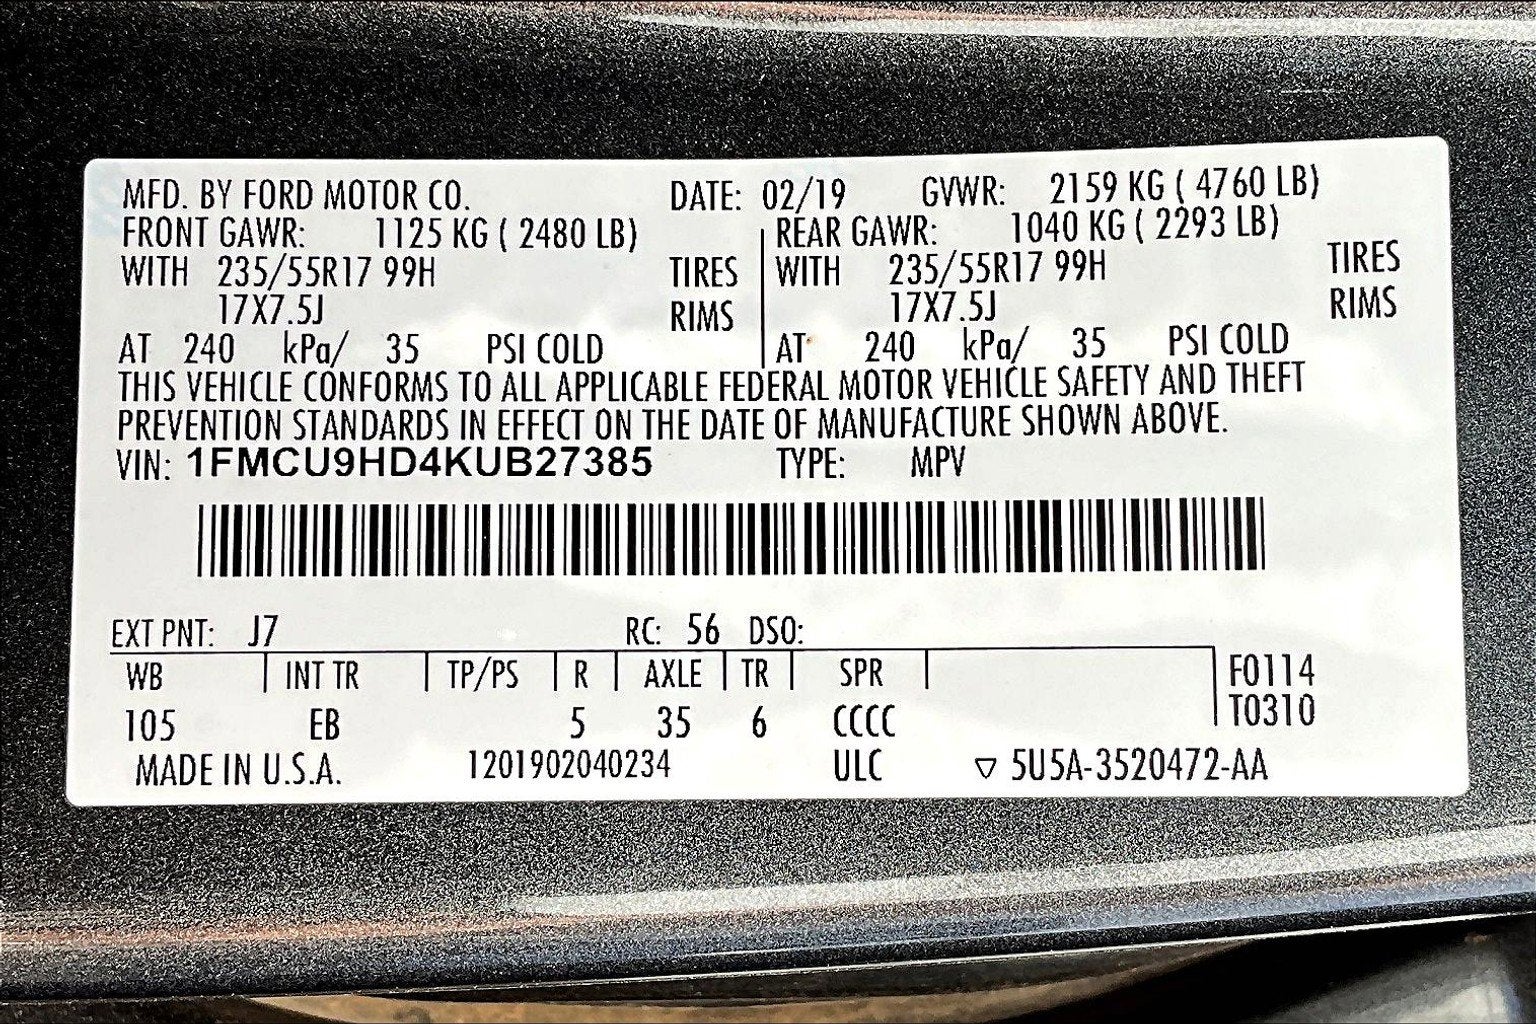 MFD. BY FORD MOTOR CO. DATE: 02/19 GVWR: 2159 KG ( 4760 LB)
FRONT GAWR: 1125 KG ( 2480 LB) REAR GAWR: 1040 KG ( 2293 LB)
WITH 235/55R17 99H TIRES WITH 235/55R17 99H TIRES
17X7.5J RIMS 17X7.5J RIMS
AT 240 kPa/ 35 PSI COLD AT 240 kPa/ 35 PSI COLD
THIS VEHICLE CONFORMS TO ALL APPLICABLE FEDERAL MOTOR VEHICLE SAFETY AND THEFT
PREVENTION STANDARDS IN EFFECT ON THE DATE OF MANUFACTURE SHOWN ABOVE.
VIN: 1FMCU9HD4KUB27385 TYPE: MPV
EXT PNT: J7 RC: 56 DSO:
WB INT TR TP/PS R AXLE TR SPR F0114
105 EB 5 35 6 CCCC T0310
MADE IN U.S.A. 1201902040234 ULC ▽ 5U5A-3520472-AA